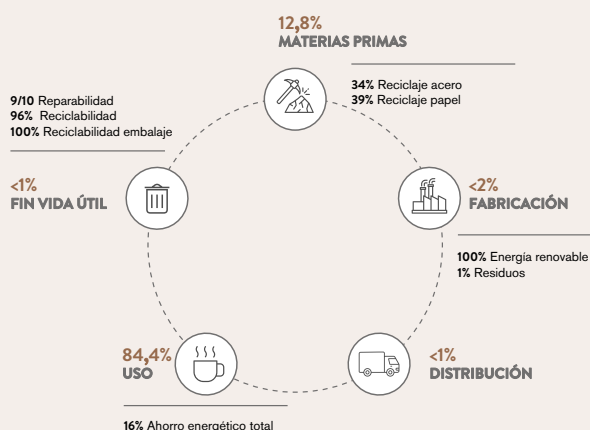 12,8%
MATERIAS PRIMAS
34% Reciclaje acero
39% Reciclaje papel
9/10 Reparabilidad
96% Reciclabilidad
100% Reciclabilidad embalaje
<1%
FIN VIDA ÚTIL
<2%
FABRICACIÓN
100% Energía renovable
1% Residuos
84,4%
USO
<1%
DISTRIBUCIÓN
16% Ahorro energético total